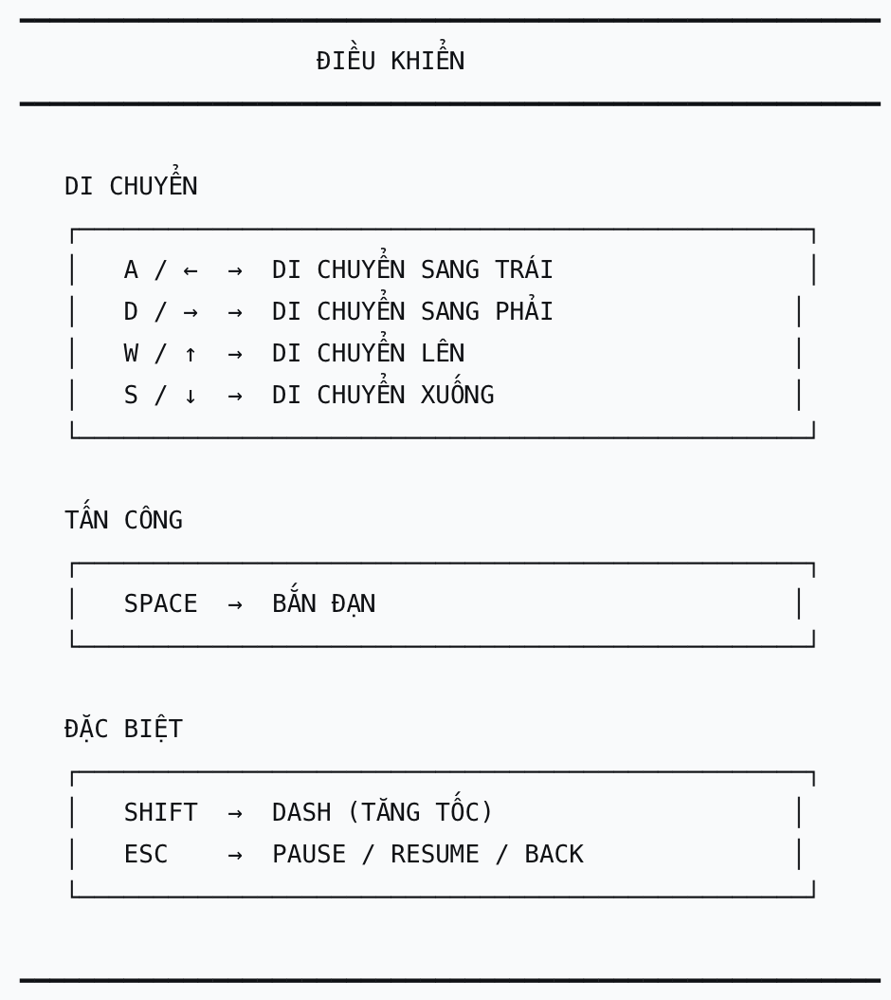 ĐIỀU KHIỂN
DI CHUYỂN
A / ← → DI CHUYỂN SANG TRÁI
D / → → DI CHUYỂN SANG PHẢI
W / ↑ → DI CHUYỂN LÊN
S / ↓ → DI CHUYỂN XUỐNG
TẤN CÔNG
SPACE → BẮN ĐẠN
ĐẶC BIỆT
SHIFT → DASH (TĂNG TỐC)
ESC → PAUSE / RESUME / BACK